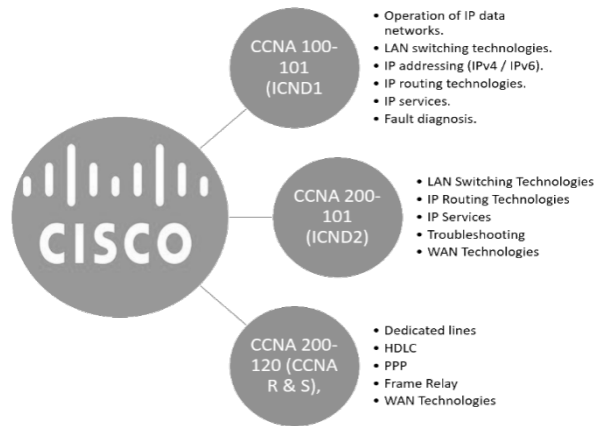 CISCO
CCNA 100-
101
(ICND1
• Operation of IP data
networks.
• LAN switching technologies.
• IP addressing (IPv4 / IPv6).
• IP routing technologies.
• IP services.
• Fault diagnosis.
CCNA 200-
101
(ICND2)
• LAN Switching Technologies
• IP Routing Technologies
• IP Services
• Troubleshooting
• WAN Technologies
CCNA 200-
120 (CCNA
R & S),
• Dedicated lines
• HDLC
• PPP
• Frame Relay
• WAN Technologies